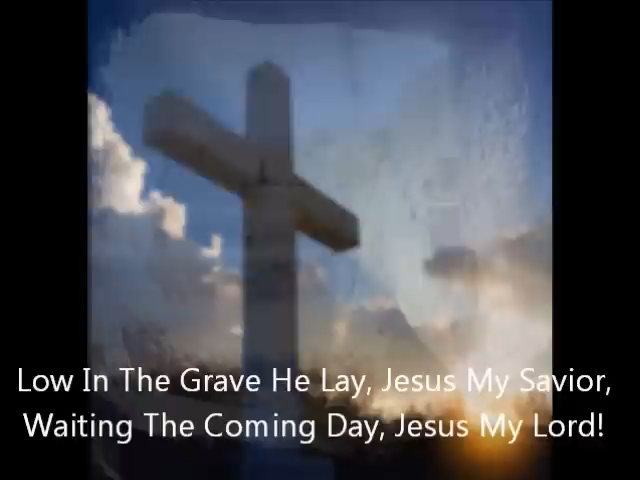 Low In The Grave He Lay, Jesus My Savior,
Waiting The Coming Day, Jesus My Lord!